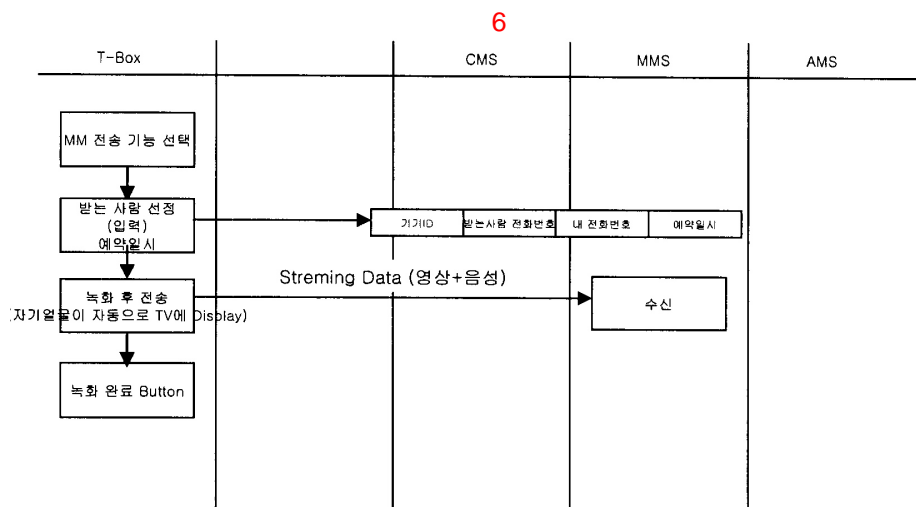 6
T-Box
CMS
MMS
AMS
MM 전송 기능 선택
받는 사람 선정
(입력)
예약일시
기기ID
받는사람 전화번호
내 전화번호
예약일시
Streming Data (영상+음성)
녹화 후 전송
(자기얼굴이 자동으로 TV에 Display)
수신
녹화 완료 Button